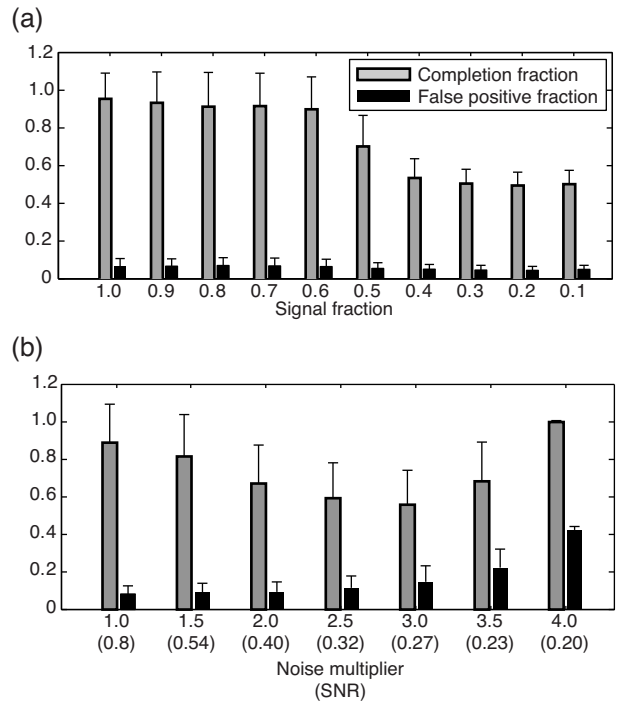 (a)
1.2
1.0
0.8
0.6
0.4
0.2
0
Completion fraction
False positive fraction
1.0 0.9 0.8 0.7 0.6 0.5 0.4 0.3 0.2 0.1
Signal fraction
(b)
1.2
1.0
0.8
0.6
0.4
0.2
0
1.0 1.5 2.0 2.5 3.0 3.5 4.0
(0.8) (0.54) (0.40) (0.32) (0.27) (0.23) (0.20)
Noise multiplier
(SNR)